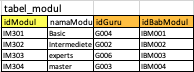 tabel_modul
idModul namaModu idGuru idBabModul
IM301 Basic G004 IBM001
IM302 Intermediete G002 IBM002
IM303 experts G006 IBM003
IM304 master G003 IBM004